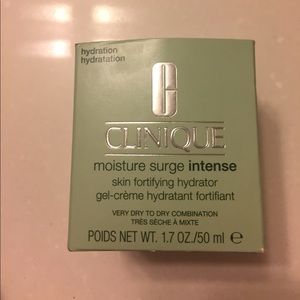 hydration
hydratation
CLINIQUE
moisture surge intense
skin fortifying hydrator
gel-crème hydratant fortifiant
VERY DRY TO DRY COMBINATION
TRÈS SÈCHE À MIXTE
POIDS NET WT. 1.7 OZ./50 ml e